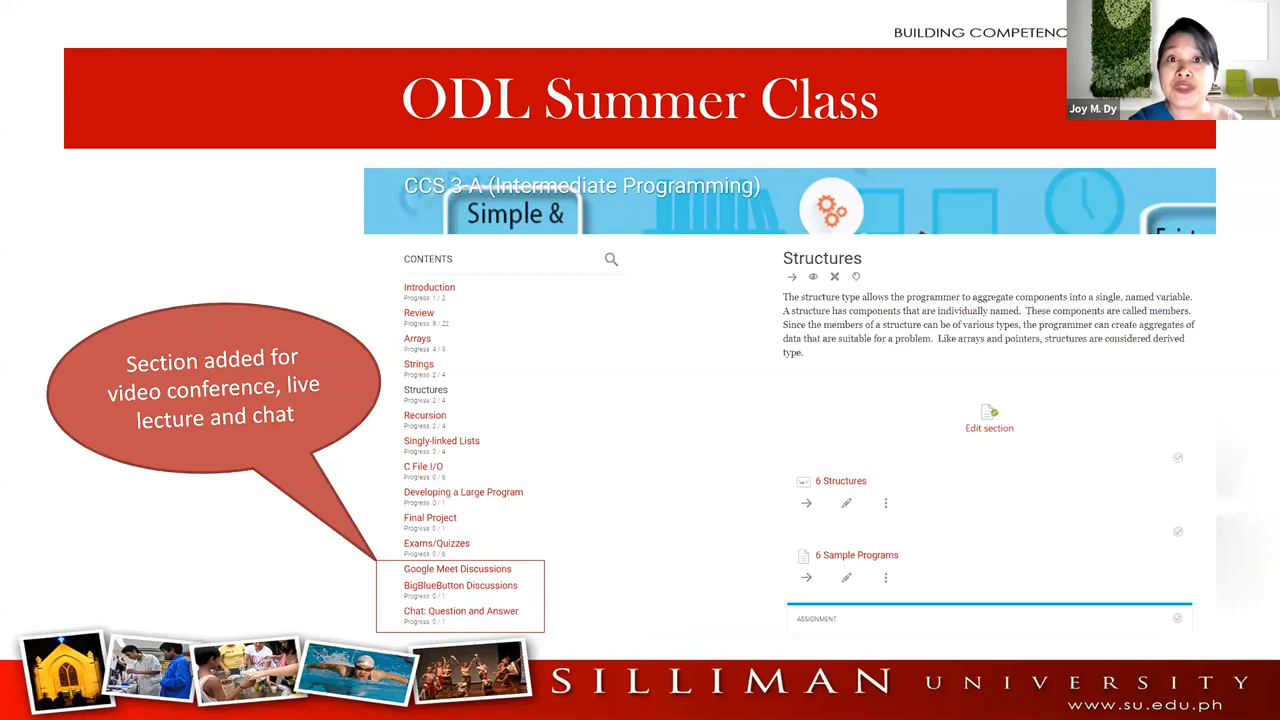 BUILDING COMPETENC
Joy M. Dy
ODL Summer Class
CCS 3-A (Intermediate Programming)
Simple &
CONTENTS
Introduction
Progress: 1 / 2
Review
Progress: 8 / 22
Arrays
Progress: 4 / 9
Strings
Progress: 2 / 4
Structures
Progress: 2 / 4
Recursion
Progress: 2 / 4
Singly-linked Lists
Progress: 2 / 4
C File I/O
Progress: 0 / 6
Developing a Large Program
Progress: 0 / 1
Final Project
Progress: 0 / 1
Exams/Quizzes
Progress: 0 / 6
Google Meet Discussions
BigBlueButton Discussions
Progress: 0 / 1
Chat: Question and Answer
Progress: 0 / 1
Section added for
video conference, live
lecture and chat
Structures
The structure type allows the programmer to aggregate components into a single, named variable.
A structure has components that are individually named. These components are called members.
Since the members of a structure can be of various types, the programmer can create aggregates of
data that are suitable for a problem. Like arrays and pointers, structures are considered derived
type.
Edit section
6 Structures
6 Sample Programs
ASSIGNMENT
SILLIMAN UNIVERSITY
www.su.edu.ph